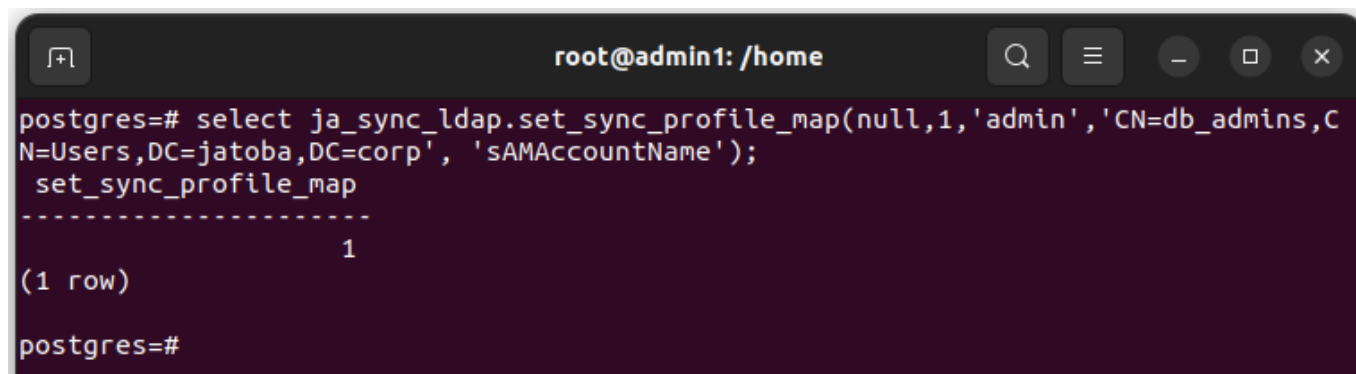 root@admin1: /home
postgres=# select ja_sync_ldap.set_sync_profile_map(null,1,'admin','CN=db_admins,C
N=Users,DC=jatoba,DC=corp', 'sAMAccountName');
 set_sync_profile_map
----------------------
                    1
(1 row)

postgres=#